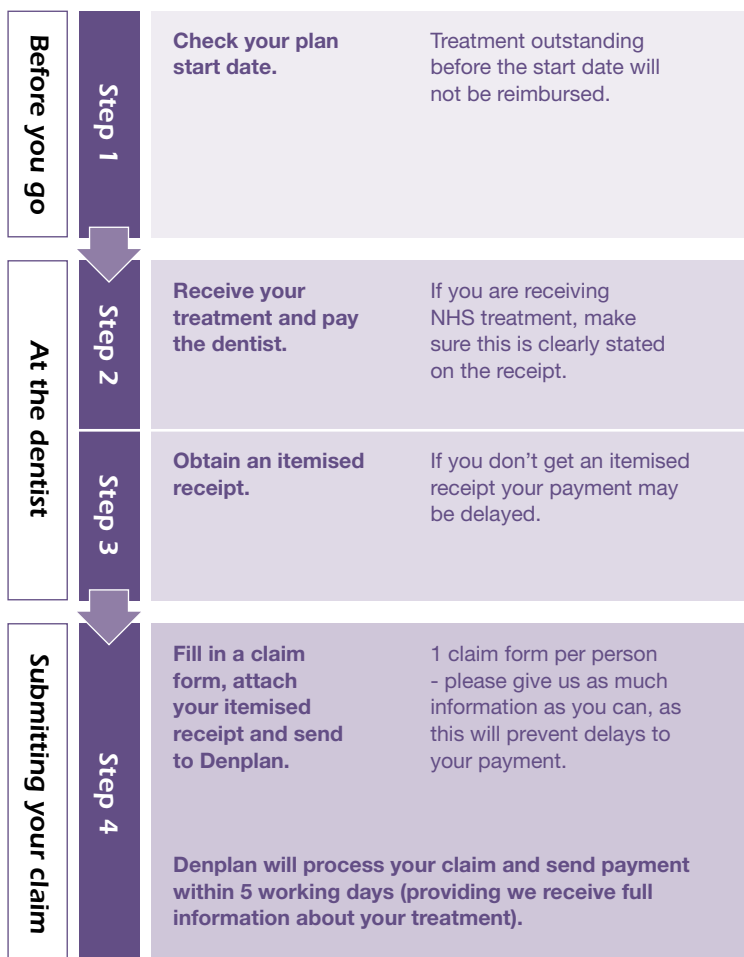 Before you go
Step 1
Check your plan
start date.
Treatment outstanding
before the start date will
not be reimbursed.
At the dentist
Step 2
Receive your
treatment and pay
the dentist.
If you are receiving
NHS treatment, make
sure this is clearly stated
on the receipt.
Step 3
Obtain an itemised
receipt.
If you don’t get an itemised
receipt your payment may
be delayed.
Submitting your claim
Step 4
Fill in a claim
form, attach
your itemised
receipt and send
to Denplan.
1 claim form per person
- please give us as much
information as you can, as
this will prevent delays to
your payment.
Denplan will process your claim and send payment
within 5 working days (providing we receive full
information about your treatment).